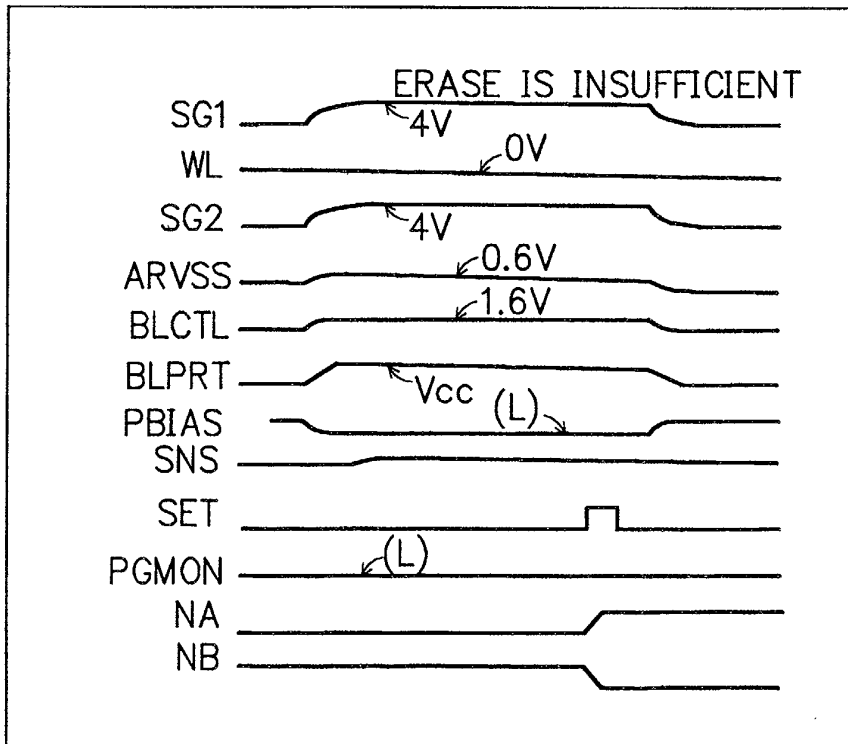 ERASE IS INSUFFICIENT
SG1
4V
WL
0V
SG2
4V
ARVSS
0.6V
BLCTL
1.6V
BLPRT
Vcc
PBIAS
(L)
SNS
SET
PGMON
(L)
NA
NB